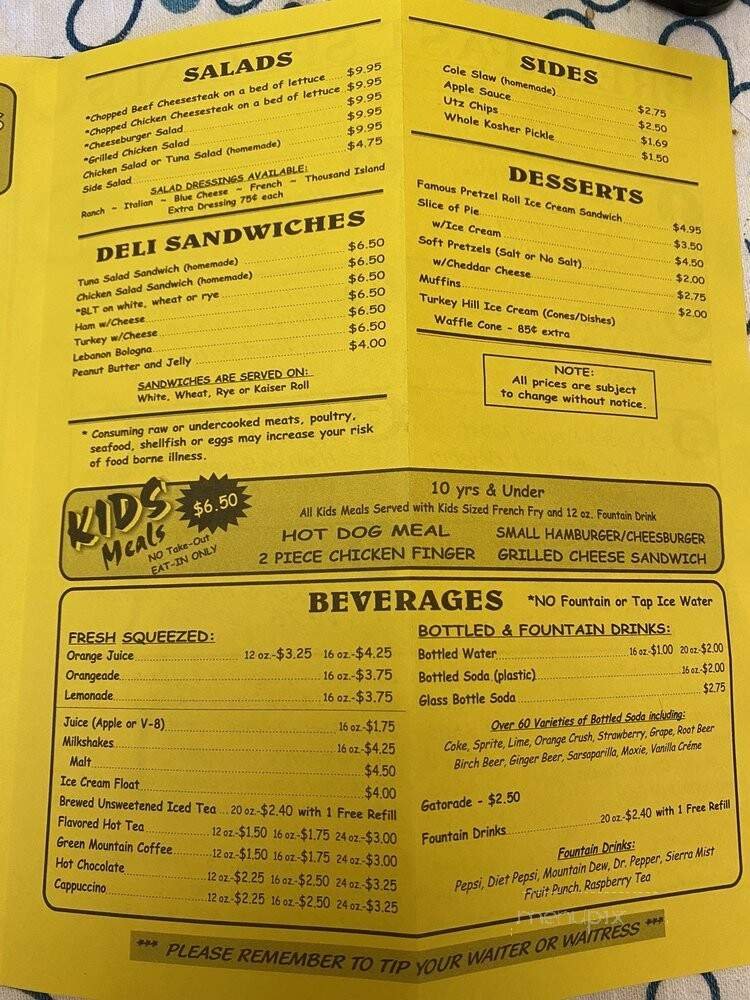 SALADS
*Chopped Beef Cheesesteak on a bed of lettuce..... $9.95
*Chopped Chicken Cheesesteak on a bed of lettuce $9.95
*Cheeseburger Salad $9.95
*Grilled Chicken Salad $9.95
Chicken Salad or Tuna Salad (homemade) $9.95
Side Salad $4.75
SALAD DRESSINGS AVAILABLE:
Ranch ~ Italian ~ Blue Cheese ~ French ~ Thousand Island
Extra Dressing 75¢ each
DELI SANDWICHES
Tuna Salad Sandwich (homemade) $6.50
Chicken Salad Sandwich (homemade) $6.50
*BLT on white, wheat or rye $6.50
Ham w/Cheese $6.50
Turkey w/Cheese $6.50
Lebanon Bologna $6.50
Peanut Butter and Jelly $4.00
SANDWICHES ARE SERVED ON:
White, Wheat, Rye or Kaiser Roll
* Consuming raw or undercooked meats, poultry,
seafood, shellfish or eggs may increase your risk
of food borne illness.
SIDES
Cole Slaw (homemade) $2.75
Apple Sauce $2.50
Utz Chips $1.69
Whole Kosher Pickle $1.50
DESSERTS
Famous Pretzel Roll Ice Cream Sandwich $4.95
Slice of Pie $3.50
w/Ice Cream $4.50
Soft Pretzels (Salt or No Salt) $2.00
w/Cheddar Cheese $2.75
Muffins $2.00
Turkey Hill Ice Cream (Cones/Dishes)
Waffle Cone - 85¢ extra
NOTE:
All prices are subject
to change without notice.
KIDS
Meals
$6.50
NO Take-Out
EAT-IN ONLY
10 yrs & Under
All Kids Meals Served with Kids Sized French Fry and 12 oz. Fountain Drink
HOT DOG MEAL SMALL HAMBURGER/CHEESBURGER
2 PIECE CHICKEN FINGER GRILLED CHEESE SANDWICH
BEVERAGES *NO Fountain or Tap Ice Water
FRESH SQUEEZED:
Orange Juice 12 oz.-$3.25 16 oz.-$4.25
Orangeade 16 oz.-$3.75
Lemonade 16 oz.-$3.75
Juice (Apple or V-8) 16 oz.-$1.75
Milkshakes 16 oz.-$4.25
Malt $4.50
Ice Cream Float $4.00
Brewed Unsweetened Iced Tea ... 20 oz.-$2.40 with 1 Free Refill
Flavored Hot Tea 12 oz.-$1.50 16 oz.-$1.75 24 oz.-$3.00
Green Mountain Coffee 12 oz.-$1.50 16 oz.-$1.75 24 oz.-$3.00
Hot Chocolate 12 oz.-$2.25 16 oz.-$2.50 24 oz.-$3.25
Cappuccino 12 oz.-$2.25 16 oz.-$2.50 24 oz.-$3.25
BOTTLED & FOUNTAIN DRINKS:
Bottled Water 16 oz.-$1.00 20 oz.-$2.00
Bottled Soda (plastic) 16 oz.-$2.00
Glass Bottle Soda $2.75
Over 60 Varieties of Bottled Soda including:
Coke, Sprite, Lime, Orange Crush, Strawberry, Grape, Root Beer
Birch Beer, Ginger Beer, Sarsaparilla, Moxie, Vanilla Créme
Gatorade - $2.50
Fountain Drinks 20 oz.-$2.40 with 1 Free Refill
Fountain Drinks:
Pepsi, Diet Pepsi, Mountain Dew, Dr. Pepper, Sierra Mist
Fruit Punch, Raspberry Tea
menupix
*** PLEASE REMEMBER TO TIP YOUR WAITER OR WAITRESS ***